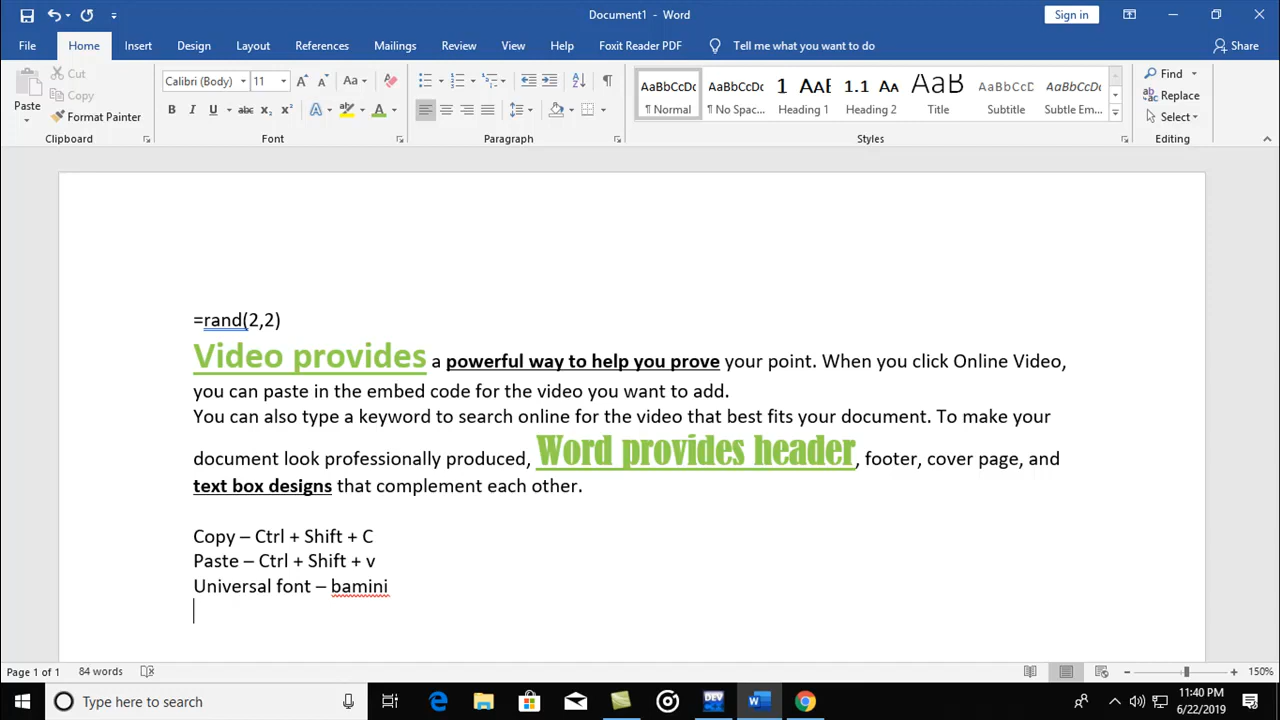 Document1 - Word
Sign in
File Home Insert Design Layout References Mailings Review View Help Foxit Reader PDF Tell me what you want to do Share
Paste
Cut
Copy
Format Painter
Clipboard
Calibri (Body) 11
Font
Paragraph
AaBbCcDc AaBbCcDc 1 AAE 1.1 AA AaB AaBbCcD AaBbCcDc
¶ Normal ¶ No Spac... Heading 1 Heading 2 Title Subtitle Subtle Em...
Styles
Find
Replace
Select
Editing
=rand(2,2)
Video provides a powerful way to help you prove your point. When you click Online Video,
you can paste in the embed code for the video you want to add.
You can also type a keyword to search online for the video that best fits your document. To make your
document look professionally produced, Word provides header, footer, cover page, and
text box designs that complement each other.
Copy – Ctrl + Shift + C
Paste – Ctrl + Shift + v
Universal font – bamini
Page 1 of 1 84 words 150%
Type here to search
DEV
11:40 PM
6/22/2019